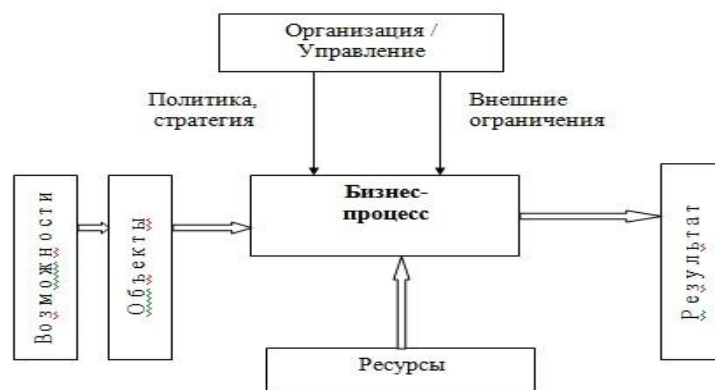 Организация /
Управление
Политика,
стратегия
Внешние
ограничения
Возможности
Объекты
Бизнес-
процесс
Результат
Ресурсы